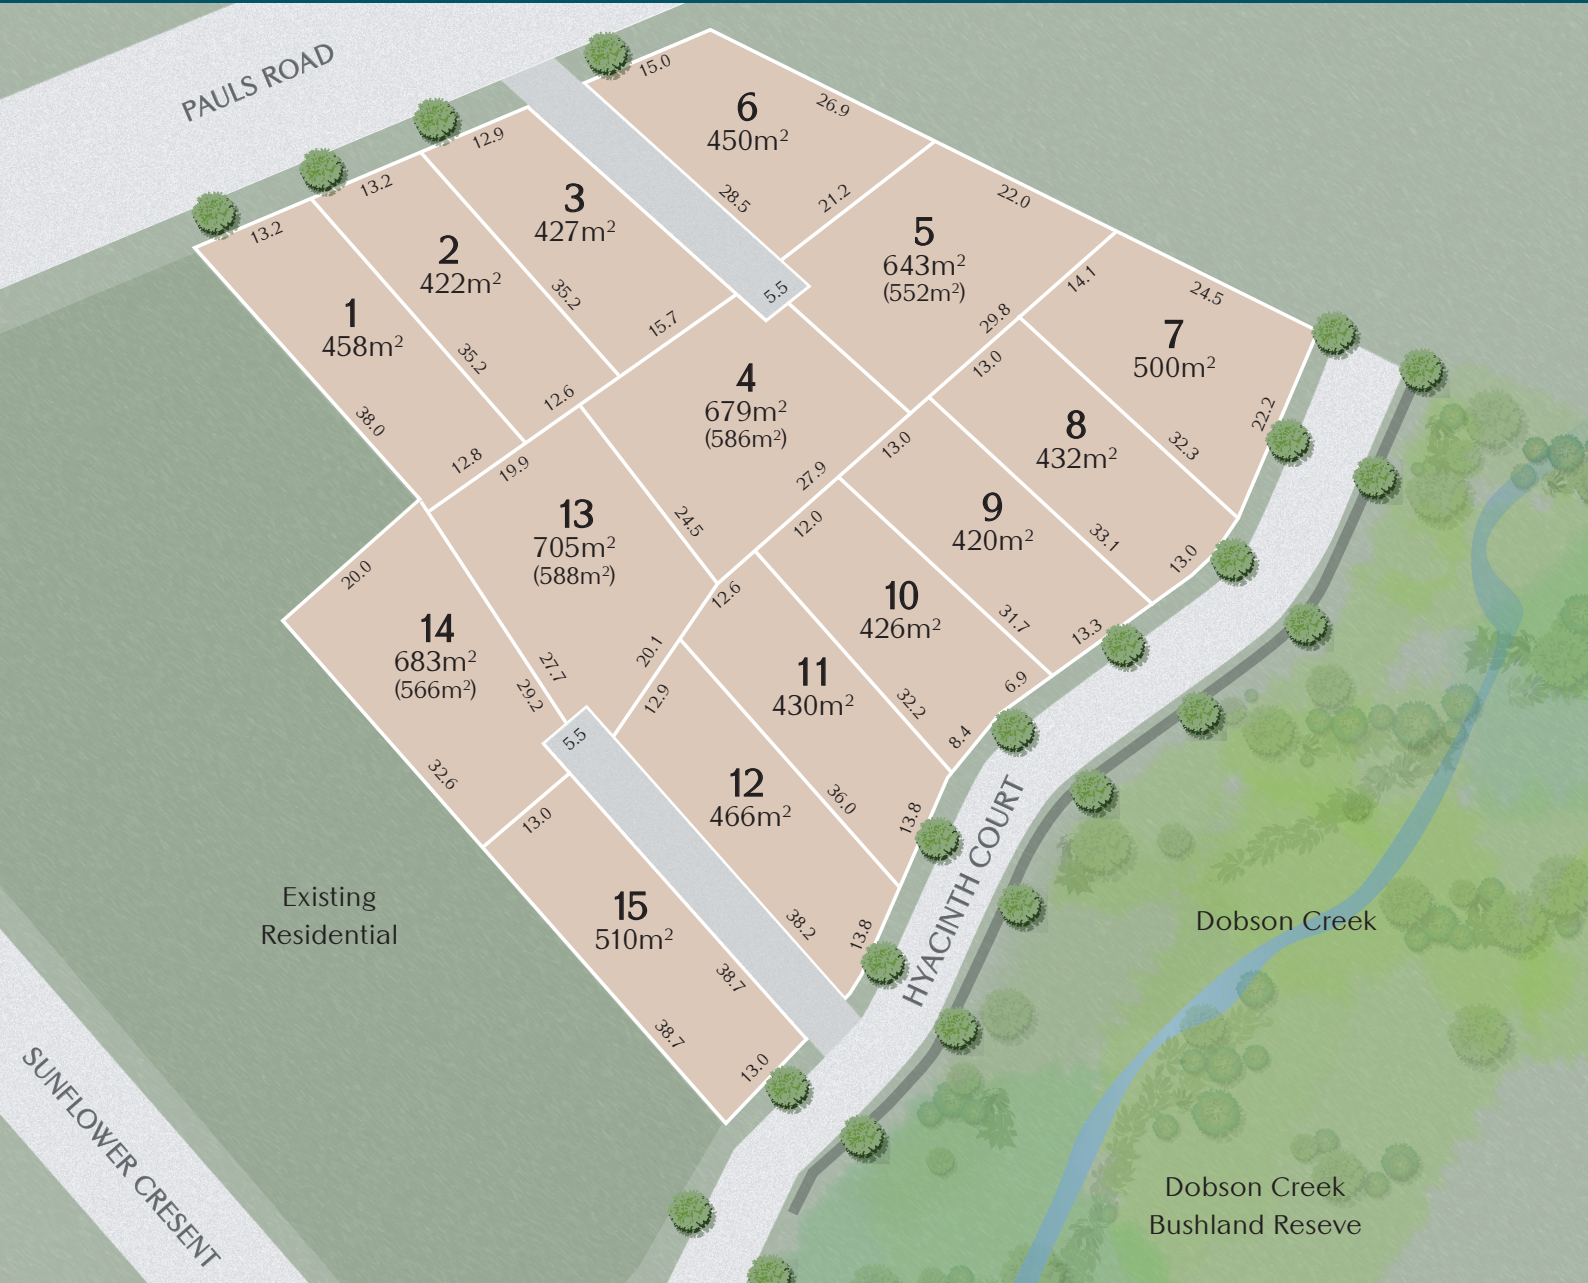 PAULS ROAD
15.0
6
450m²
26.9
28.5
21.2
12.9
3
427m²
35.2
15.7
5.5
13.2
2
422m²
35.2
12.6
13.2
1
458m²
38.0
12.8
22.0
5
643m²
(552m²)
29.8
14.1
24.5
7
500m²
22.2
32.3
13.0
8
432m²
33.1
13.0
4
679m²
(586m²)
27.9
24.5
13.0
9
420m²
31.7
13.3
19.9
13
705m²
(588m²)
27.7
20.1
12.0
10
426m²
32.2
6.9
8.4
20.0
14
683m²
(566m²)
29.2
32.6
12.6
11
430m²
36.0
13.8
12.9
12
466m²
38.2
13.8
5.5
13.0
15
510m²
38.7
38.7
13.0
HYACINTH COURT
Existing
Residential
Dobson Creek
SUNFLOWER CRESENT
Dobson Creek
Bushland Reseve